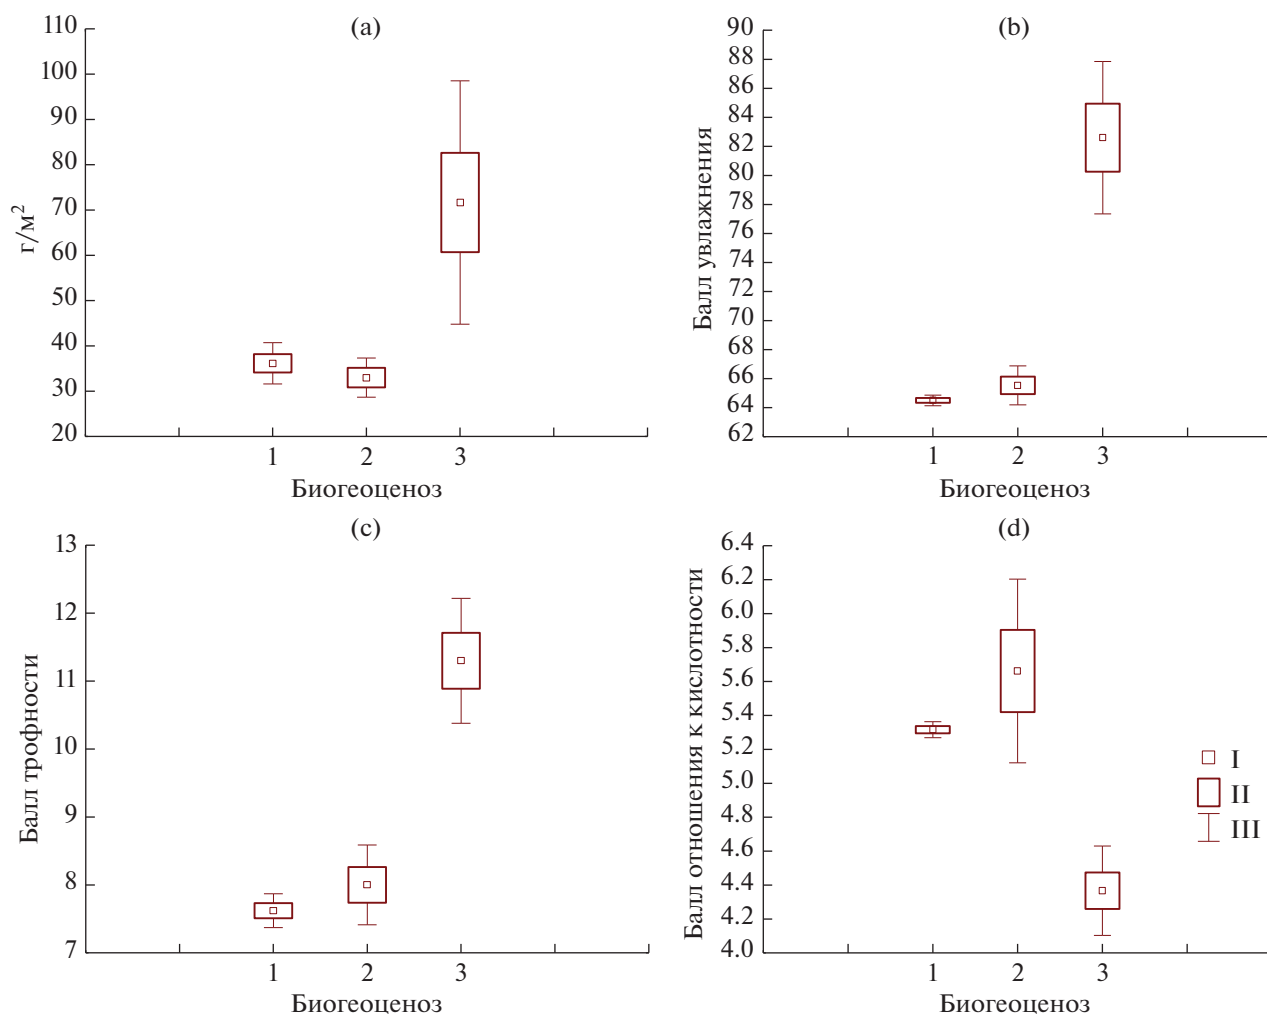 (a)
г/м²
110
100
90
80
70
60
50
40
30
20
1 2 3
Биогеоценоз
(b)
Балл увлажнения
90
88
86
84
82
80
78
76
74
72
70
68
66
64
62
1 2 3
Биогеоценоз
(c)
Балл трофности
13
12
11
10
9
8
7
1 2 3
Биогеоценоз
(d)
Балл отношения к кислотности
6.4
6.2
6.0
5.8
5.6
5.4
5.2
5.0
4.8
4.6
4.4
4.2
4.0
1 2 3
Биогеоценоз
I
II
III